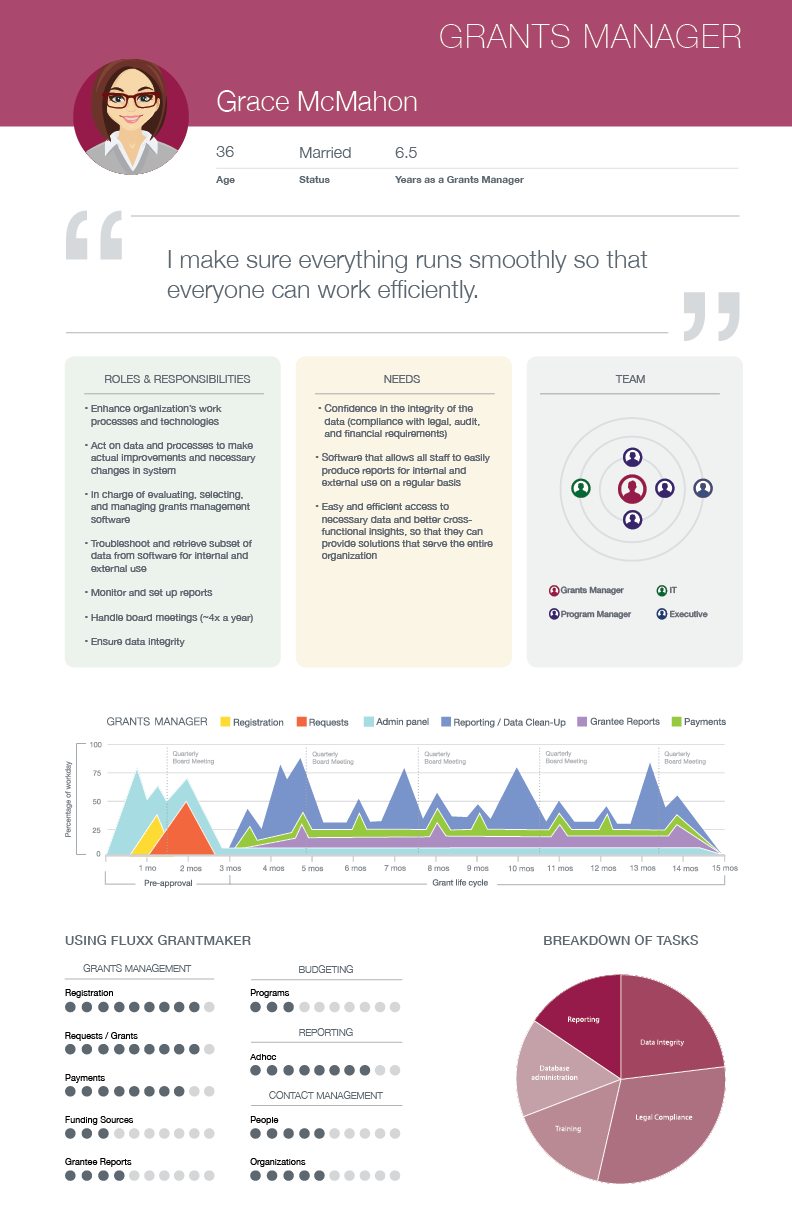 GRANTS MANAGER
Grace McMahon
36
Married
6.5
Age
Status
Years as a Grants Manager
“
I make sure everything runs smoothly so that
everyone can work efficiently.
”
ROLES & RESPONSIBILITIES
• Enhance organization's work
processes and technologies
• Act on data and processes to make
actual improvements and necessary
changes in system
• In charge of evaluating, selecting,
and managing grants management
software
• Troubleshoot and retrieve subset of
data from software for internal and
external use
• Monitor and set up reports
• Handle board meetings (~4x a year)
• Ensure data integrity
NEEDS
• Confidence in the integrity of the
data (compliance with legal, audit,
and financial requirements)
• Software that allows all staff to easily
produce reports for internal and
external use on a regular basis
• Easy and efficient access to
necessary data and better cross-
functional insights, so that they can
provide solutions that serve the entire
organization
TEAM
Grants Manager
IT
Program Manager
Executive
GRANTS MANAGER
Registration
Requests
Admin panel
Reporting / Data Clean-Up
Grantee Reports
Payments
Percentage of workday
100
75
50
25
0
Quarterly
Board Meeting
Quarterly
Board Meeting
Quarterly
Board Meeting
Quarterly
Board Meeting
Quarterly
Board Meeting
1 mo
2 mos
3 mos
4 mos
5 mos
6 mos
7 mos
8 mos
9 mos
10 mos
11 mos
12 mos
13 mos
14 mos
15 mos
Pre-approval
Grant life cycle
USING FLUXX GRANTMAKER
GRANTS MANAGEMENT
Registration
Requests / Grants
Payments
Funding Sources
Grantee Reports
BUDGETING
Programs
REPORTING
Adhoc
CONTACT MANAGEMENT
People
Organizations
BREAKDOWN OF TASKS
Reporting
Data Integrity
Database
administration
Legal Compliance
Training